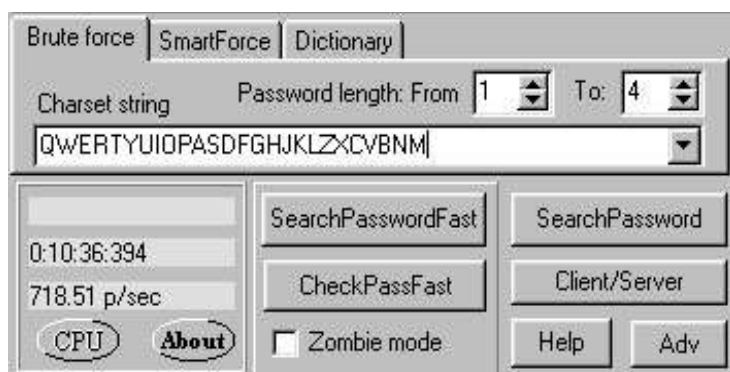 Brute force SmartForce Dictionary
Charset string Password length: From 1 To: 4
QWERTYUIOPASDFGHJKLZXCVBNM
SearchPasswordFast SearchPassword
0:10:36:394
CheckPassFast Client/Server
718.51 p/sec
CPU About Zombie mode Help Adv